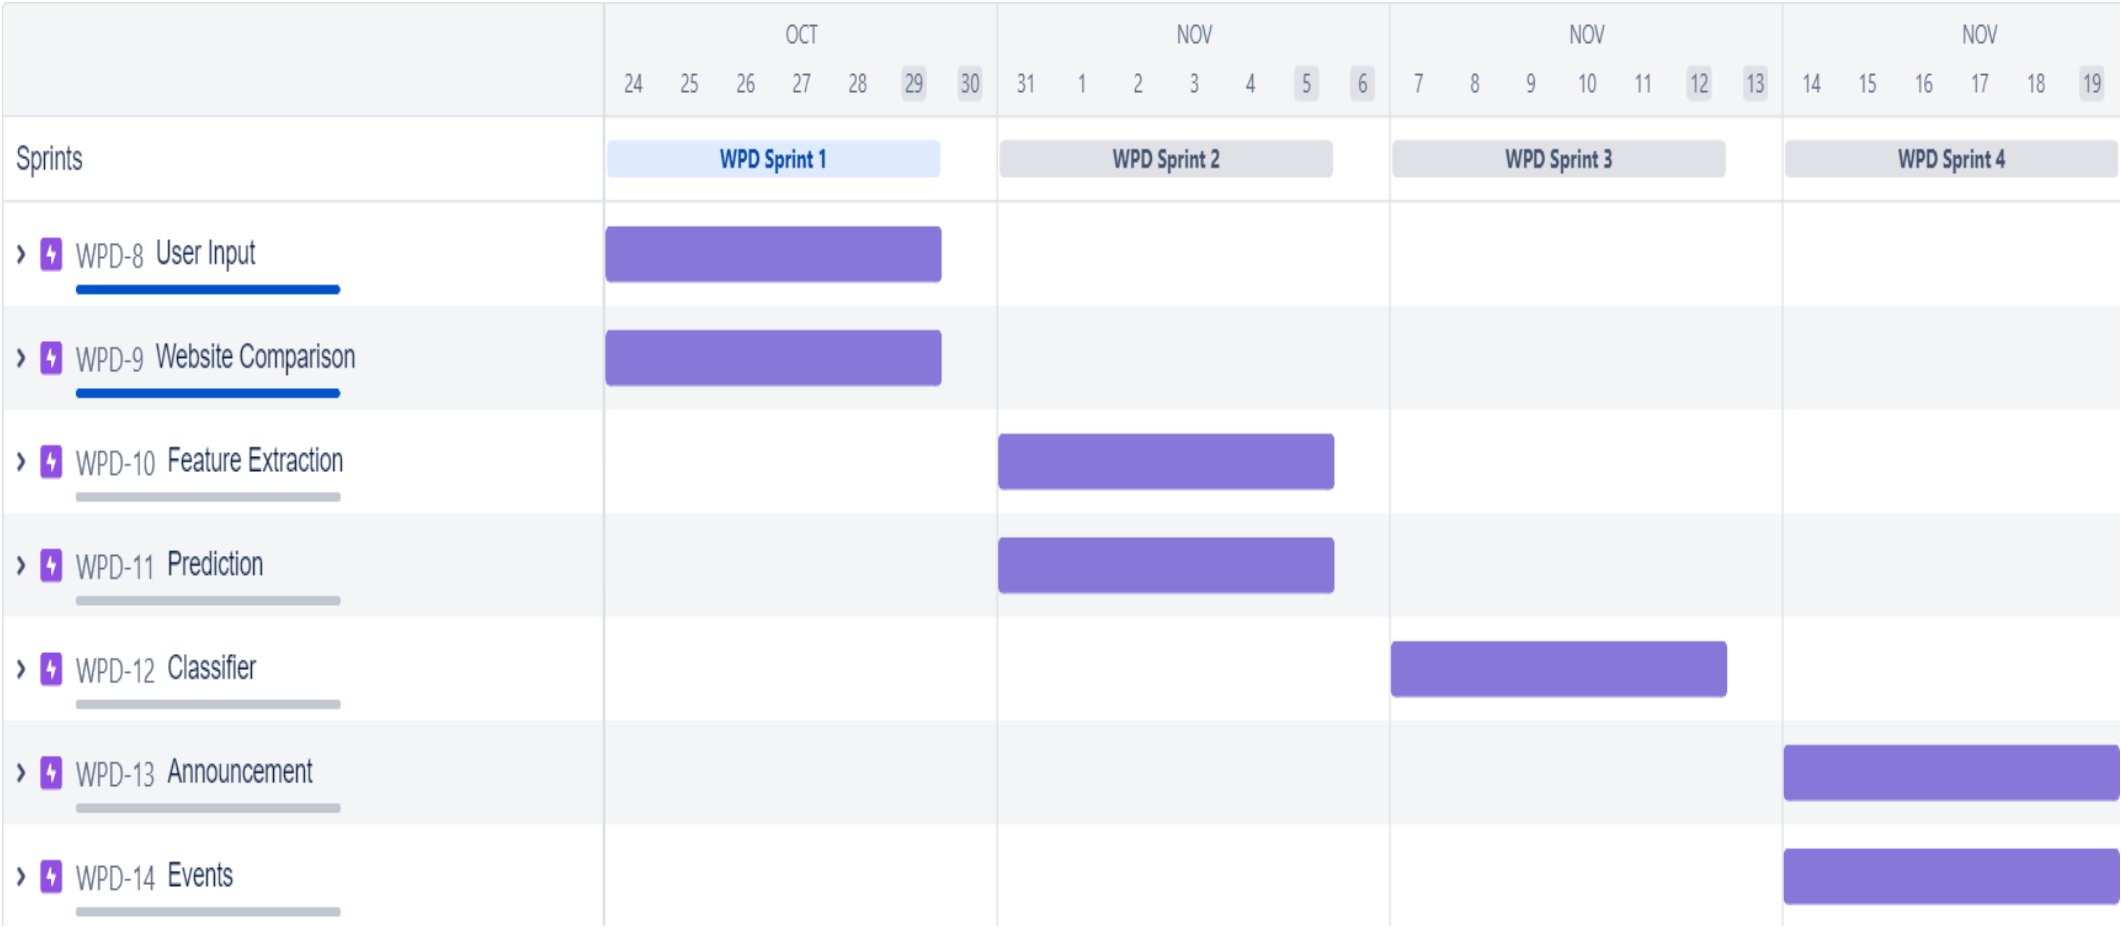 OCT NOV NOV NOV
24 25 26 27 28 29 30 31 1 2 3 4 5 6 7 8 9 10 11 12 13 14 15 16 17 18 19
Sprints WPD Sprint 1 WPD Sprint 2 WPD Sprint 3 WPD Sprint 4
WPD-8 User Input
WPD-9 Website Comparison
WPD-10 Feature Extraction
WPD-11 Prediction
WPD-12 Classifier
WPD-13 Announcement
WPD-14 Events